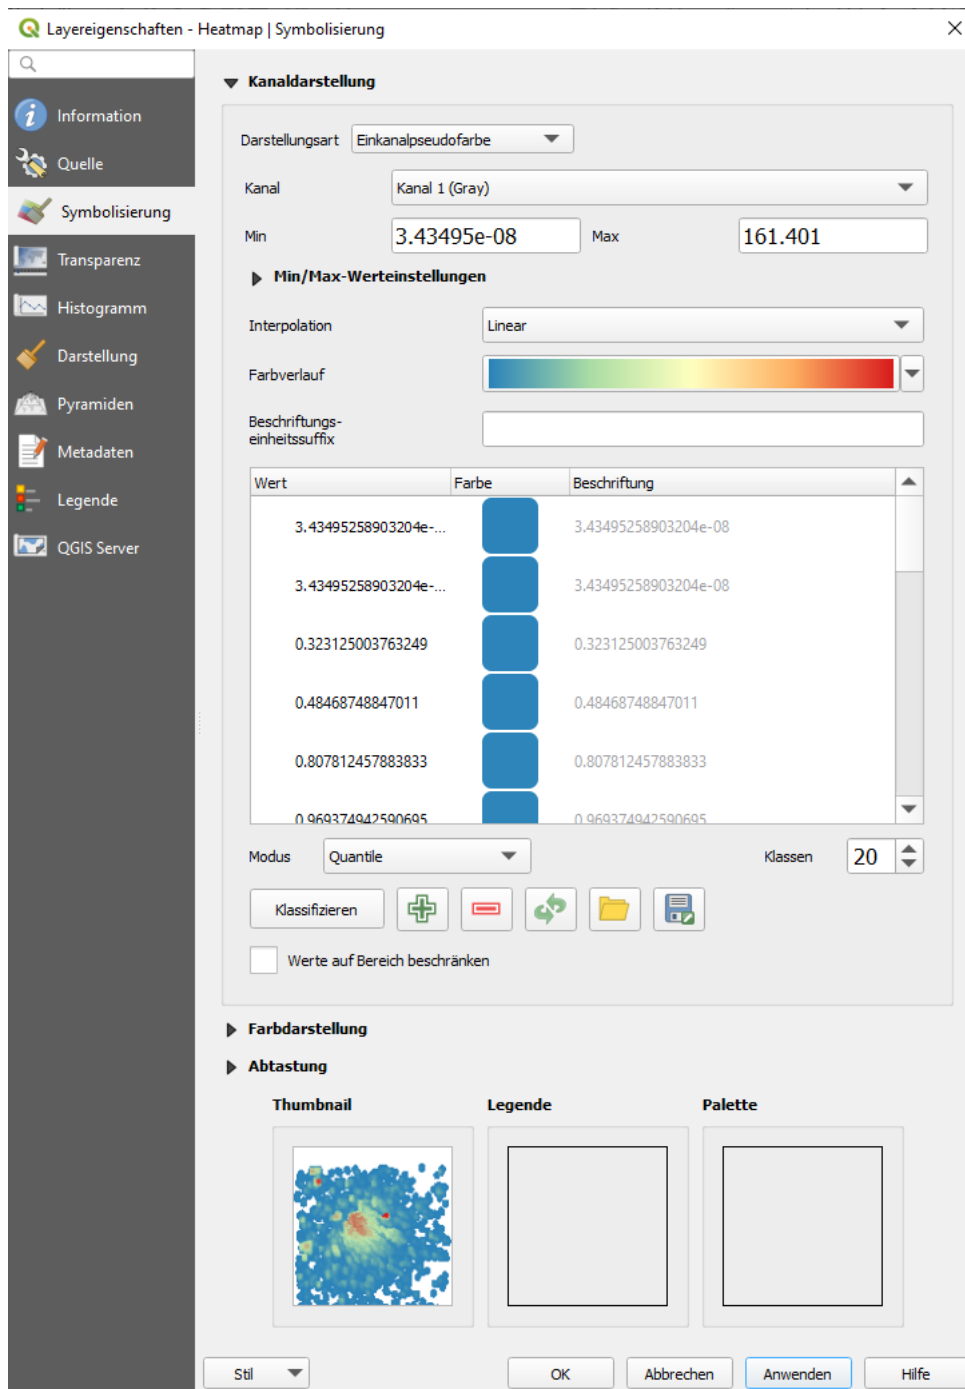 Layereigenschaften - Heatmap | Symbolisierung
Information
Quelle
Symbolisierung
Transparenz
Histogramm
Darstellung
Pyramiden
Metadaten
Legende
QGIS Server
Kanaldarstellung
Darstellungsart Einkanalpseudofarbe
Kanal Kanal 1 (Gray)
Min 3.43495e-08 Max 161.401
Min/Max-Werteinstellungen
Interpolation Linear
Farbverlauf
Beschriftungs-
einheitssuffix
Wert Farbe Beschriftung
3.43495258903204e-... 3.43495258903204e-08
3.43495258903204e-... 3.43495258903204e-08
0.323125003763249 0.323125003763249
0.48468748847011 0.48468748847011
0.807812457883833 0.807812457883833
0.969374942590695 0.969374942590695
Modus Quantile Klassen 20
Klassifizieren
Werte auf Bereich beschränken
Farbdarstellung
Abtastung
Thumbnail Legende Palette
Stil OK Abbrechen Anwenden Hilfe